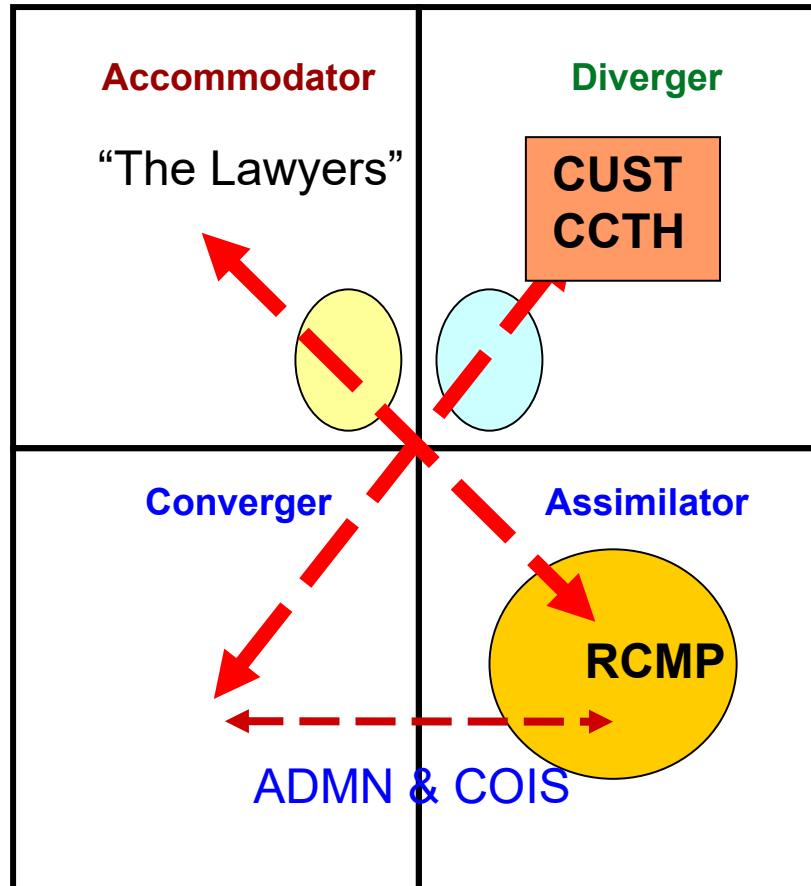 Accommodator
Diverger
“The Lawyers”
CUST
CCTH
Converger
Assimilator
RCMP
ADMN & COIS